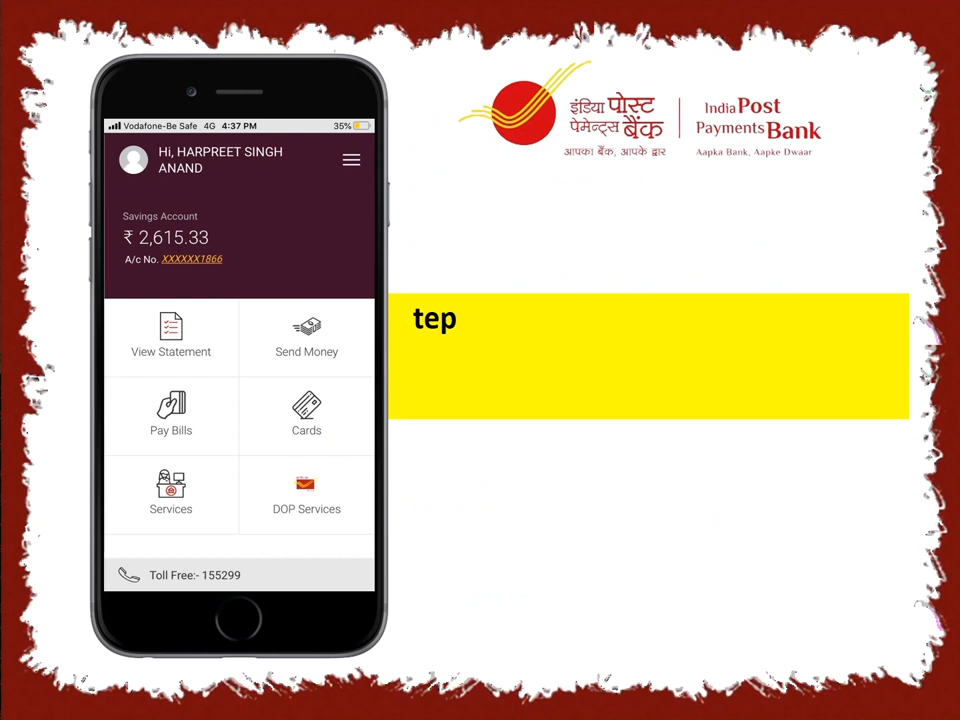 Vodafone-Be Safe 4G 4:37 PM 35%
Hi, HARPREET SINGH
ANAND
Savings Account
₹ 2,615.33
A/c No. XXXXXX1866
View Statement
Send Money
Pay Bills
Cards
Services
DOP Services
Toll Free:- 155299
इंडिया पोस्ट
पेमेन्ट्स बैंक
आपका बैंक, आपके द्वार
India Post
Payments Bank
Aapka Bank, Aapke Dwaar
tep